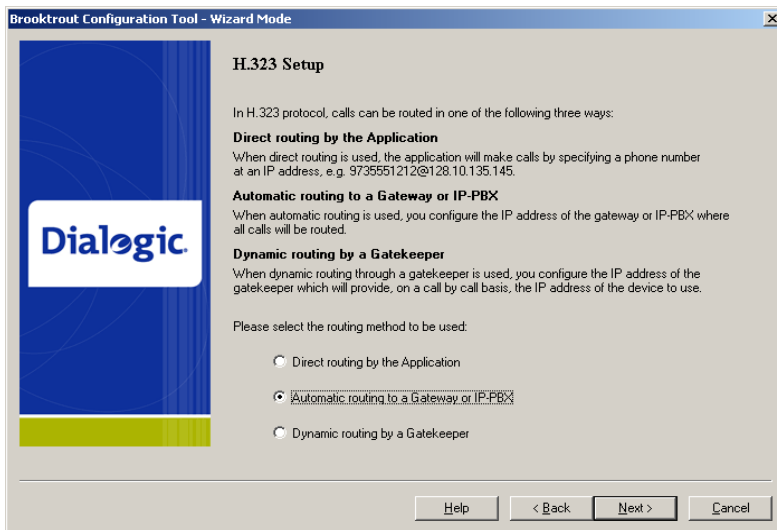 Brooktrout Configuration Tool - Wizard Mode
H.323 Setup
In H.323 protocol, calls can be routed in one of the following three ways:
Direct routing by the Application
When direct routing is used, the application will make calls by specifying a phone number
at an IP address, e.g. 9735551212@128.10.135.145.
Automatic routing to a Gateway or IP-PBX
When automatic routing is used, you configure the IP address of the gateway or IP-PBX where
all calls will be routed.
Dynamic routing by a Gatekeeper
When dynamic routing through a gatekeeper is used, you configure the IP address of the
gatekeeper which will provide, on a call by call basis, the IP address of the device to use.
Dialogic.
Please select the routing method to be used:
Direct routing by the Application
Automatic routing to a Gateway or IP-PBX
Dynamic routing by a Gatekeeper
Help < Back Next > Cancel